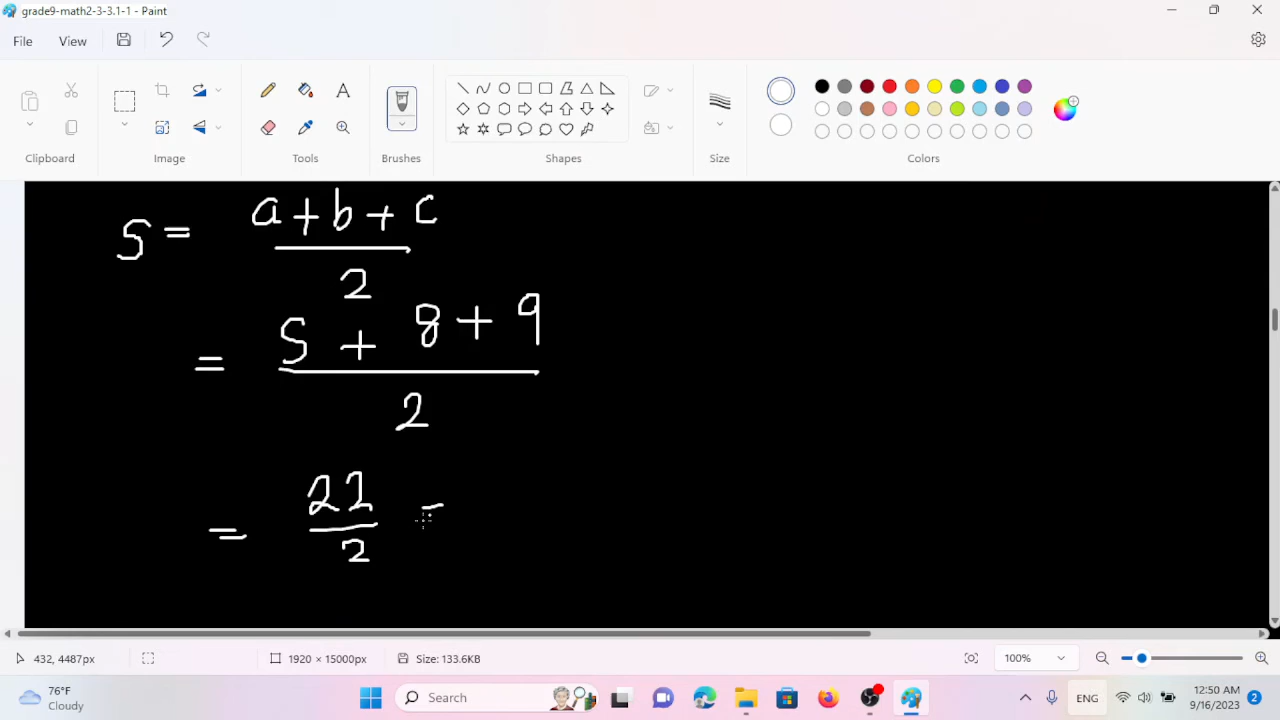 grade9-math2-3-3.1-1 - Paint
File View
Clipboard Image Tools Brushes Shapes Size Colors
S = a + b + c
2
= 5 + 8 + 9
2
= 22
2
432, 4487px 1920 × 15000px Size: 133.6KB 100%
76°F
Cloudy
Search
ENG
12:50 AM
9/16/2023
2